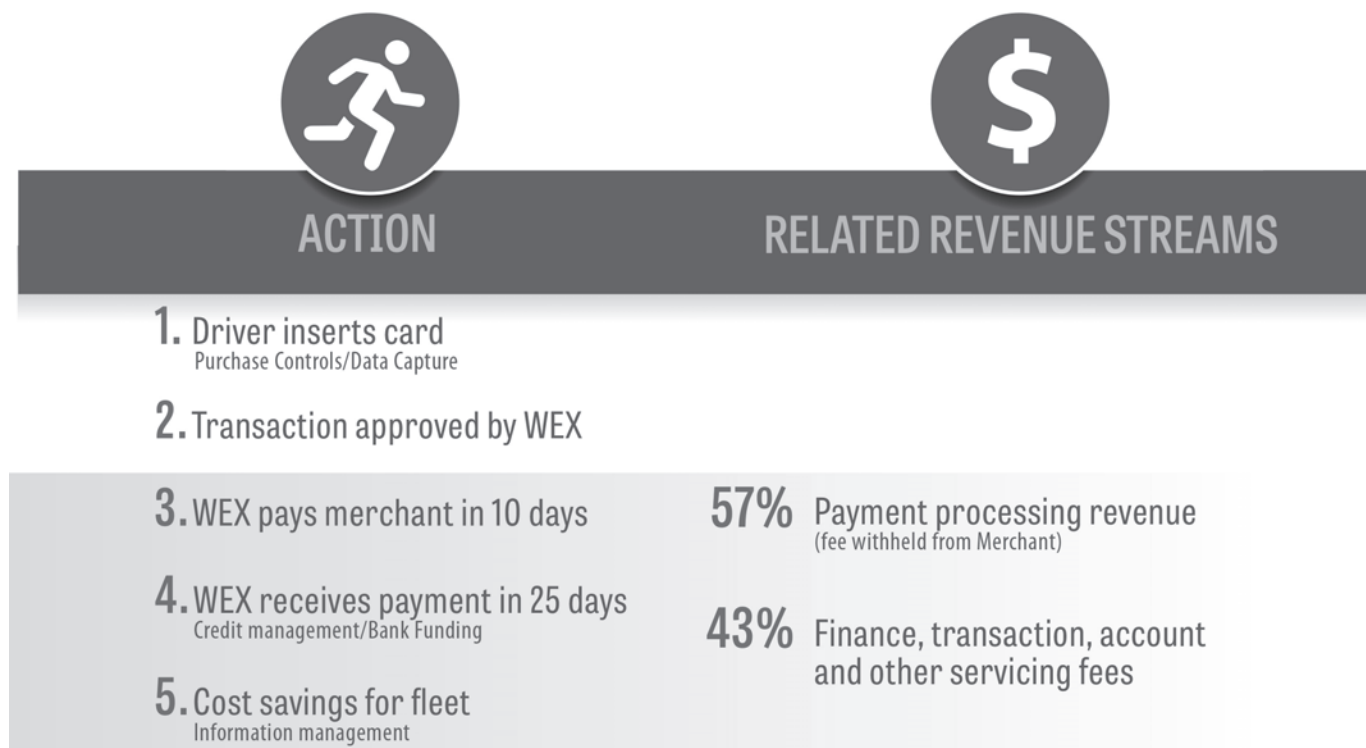 $
ACTION
RELATED REVENUE STREAMS
1. Driver inserts card
Purchase Controls/Data Capture
2. Transaction approved by WEX
3. WEX pays merchant in 10 days
57% Payment processing revenue
(fee withheld from Merchant)
4. WEX receives payment in 25 days
Credit management/Bank Funding
43% Finance, transaction, account
and other servicing fees
5. Cost savings for fleet
Information management